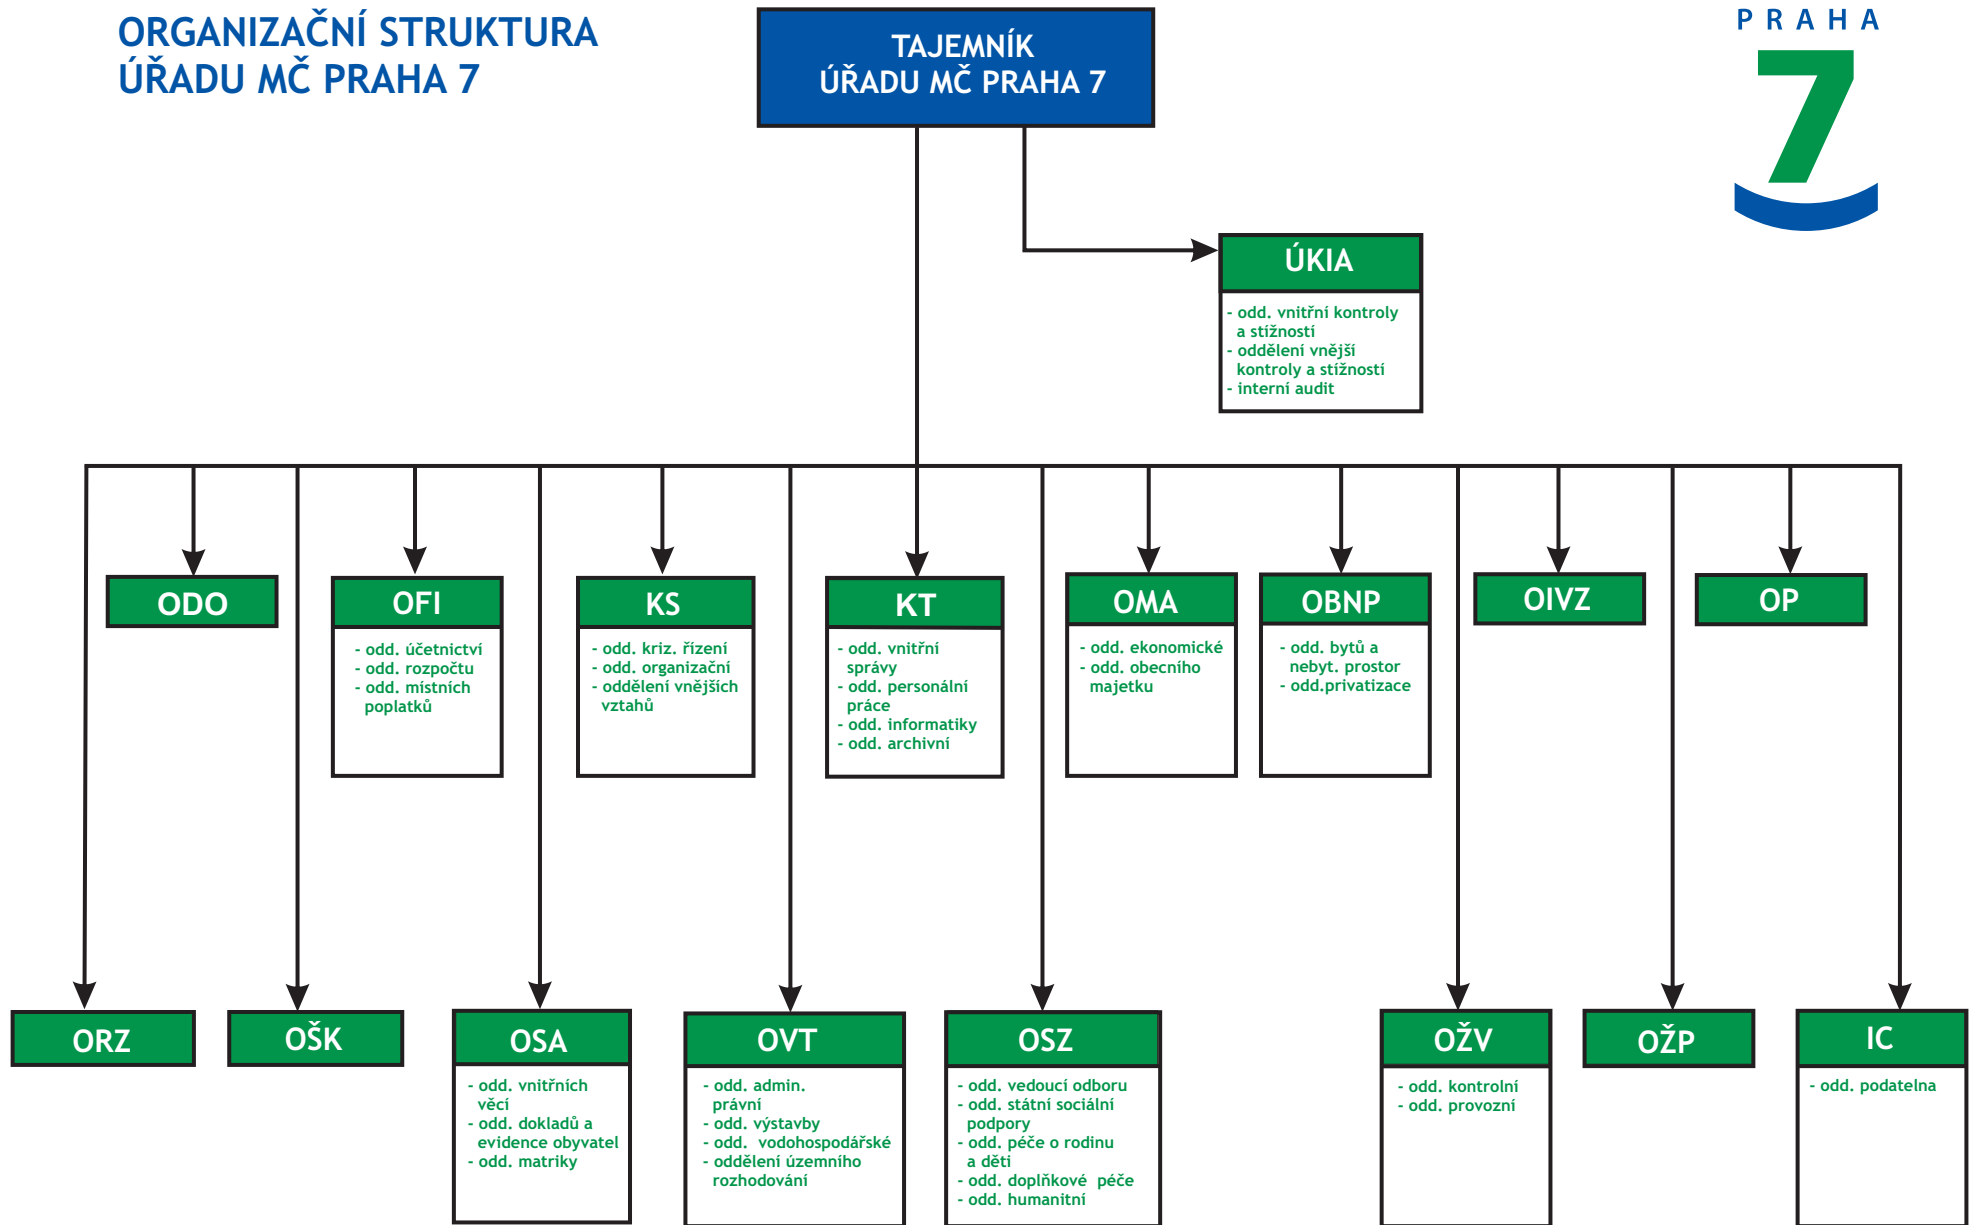 ORGANIZAČNÍ STRUKTURA
ÚŘADU MČ PRAHA 7
TAJEMNÍK
ÚŘADU MČ PRAHA 7
PRAHA
7
ÚKIA
- odd. vnitřní kontroly
a stížností
- oddělení vnější
kontroly a stížností
- interní audit
ODO
OFI
- odd. účetnictví
- odd. rozpočtu
- odd. místních
poplatků
KS
- odd. kriz. řízení
- odd. organizační
- oddělení vnějších
vztahů
KT
- odd. vnitřní
správy
- odd. personální
práce
- odd. informatiky
- odd. archivní
OMA
- odd. ekonomické
- odd. obecního
majetku
OBNP
- odd. bytů a
nebyt. prostor
- odd.privatizace
OIVZ
OP
ORZ
OŠK
OSA
- odd. vnitřních
věcí
- odd. dokladů a
evidence obyvatel
- odd. matriky
OVT
- odd. admin.
právní
- odd. výstavby
- odd. vodohospodářské
- oddělení územního
rozhodování
OSZ
- odd. vedoucí odboru
- odd. státní sociální
podpory
- odd. péče o rodinu
a děti
- odd. doplňkové péče
- odd. humanitní
OŽV
- odd. kontrolní
- odd. provozní
OŽP
IC
- odd. podatelna